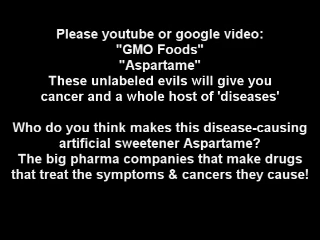 Please youtube or google video:
"GMO Foods"
"Aspartame"
These unlabeled evils will give you
cancer and a whole host of 'diseases'
Who do you think makes this disease-causing
artificial sweetener Aspartame?
The big pharma companies that make drugs
that treat the symptoms & cancers they cause!